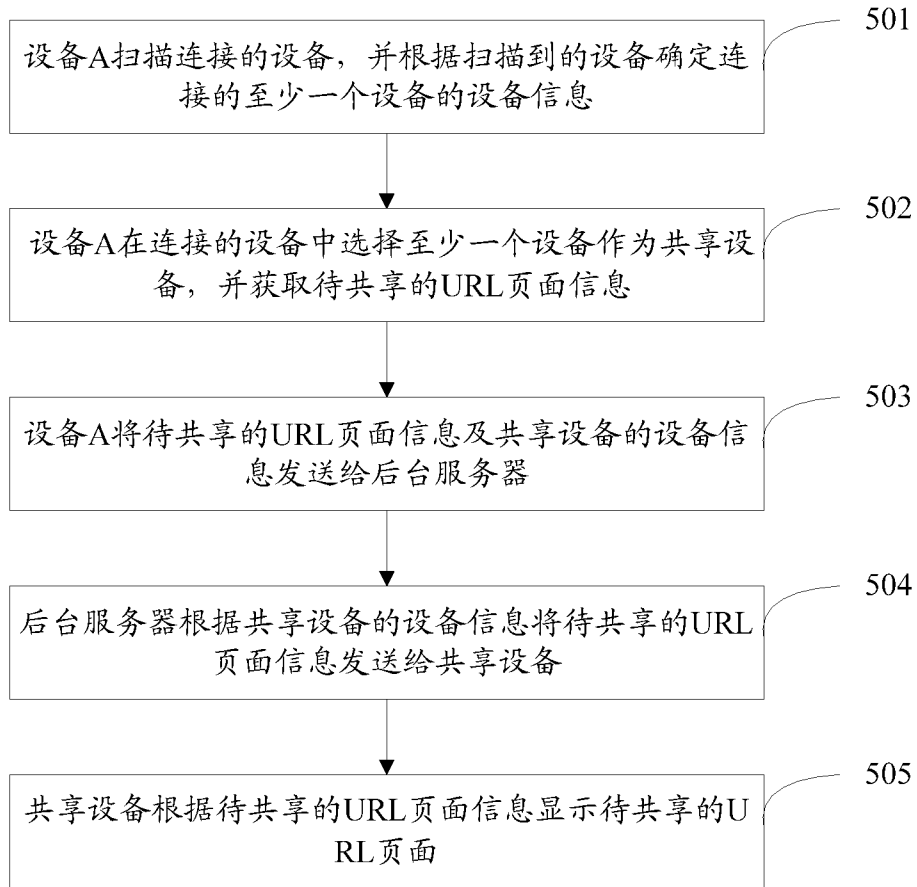 501
设备A扫描连接的设备，并根据扫描到的设备确定连
接的至少一个设备的设备信息
502
设备A在连接的设备中选择至少一个设备作为共享设
备，并获取待共享的URL页面信息
503
设备A将待共享的URL页面信息及共享设备的设备信
息发送给后台服务器
504
后台服务器根据共享设备的设备信息将待共享的URL
页面信息发送给共享设备
505
共享设备根据待共享的URL页面信息显示待共享的U
RL页面